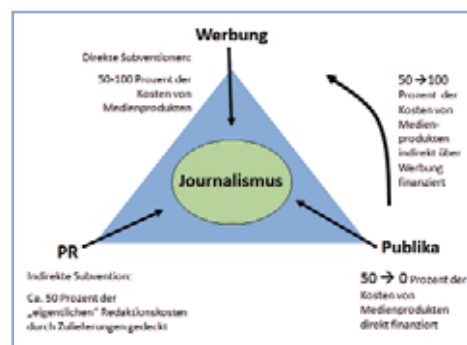 Werbung
Direkte Subventionen:
50-100 Prozent der
Kosten von
Medienprodukten
50 → 100
Prozent der
Kosten von
Medien-
produkten
indirekt über
Werbung
finanziert
Journalismus
PR
Publika
Indirekte Subvention:
Ca. 50 Prozent der
„eigentlichen“ Redaktionskosten
durch Zulieferungen gedeckt
50 → 0 Prozent der
Kosten von
Medienprodukten
direkt finanziert